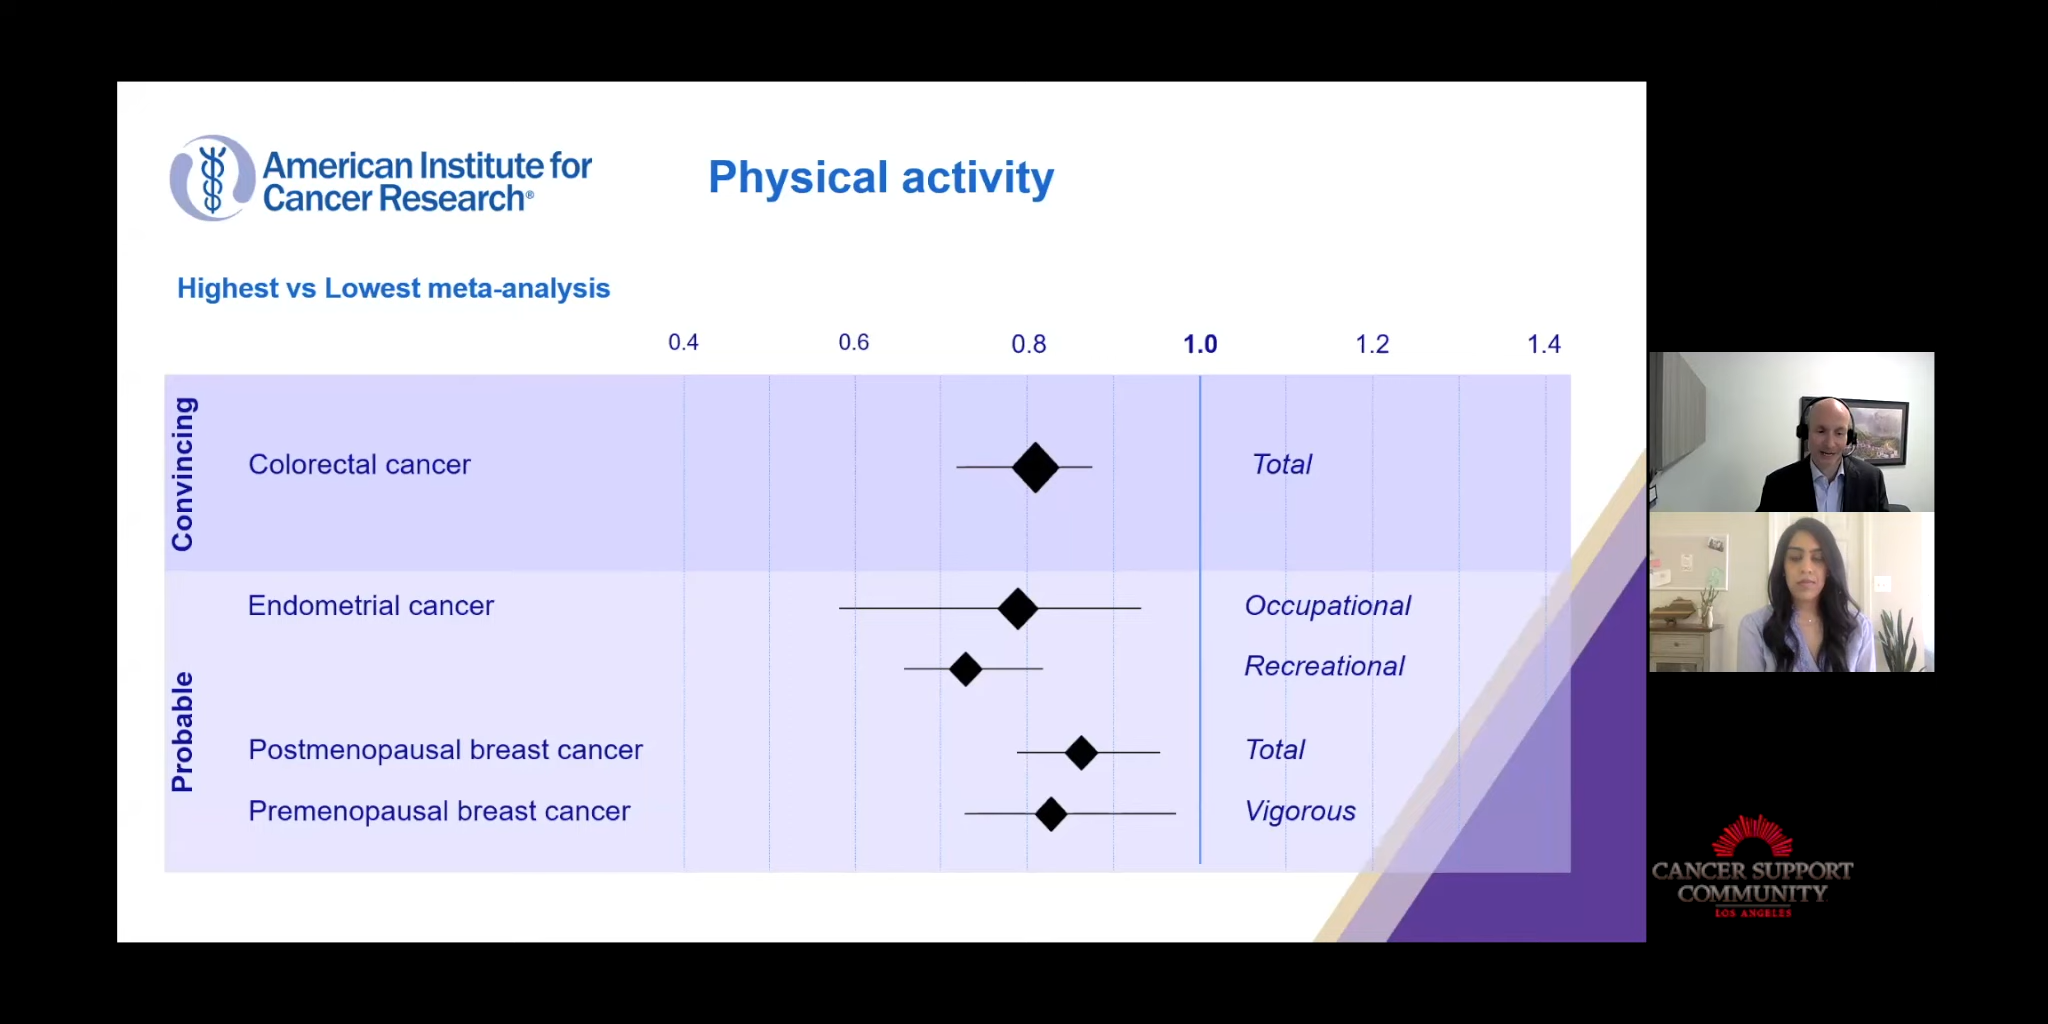 American Institute for
Cancer Research®
Physical activity
Highest vs Lowest meta-analysis
0.4 0.6 0.8 1.0 1.2 1.4
Convincing
Colorectal cancer Total
Probable
Endometrial cancer Occupational
Recreational
Postmenopausal breast cancer Total
Premenopausal breast cancer Vigorous
CANCER SUPPORT
COMMUNITY
LOS ANGELES